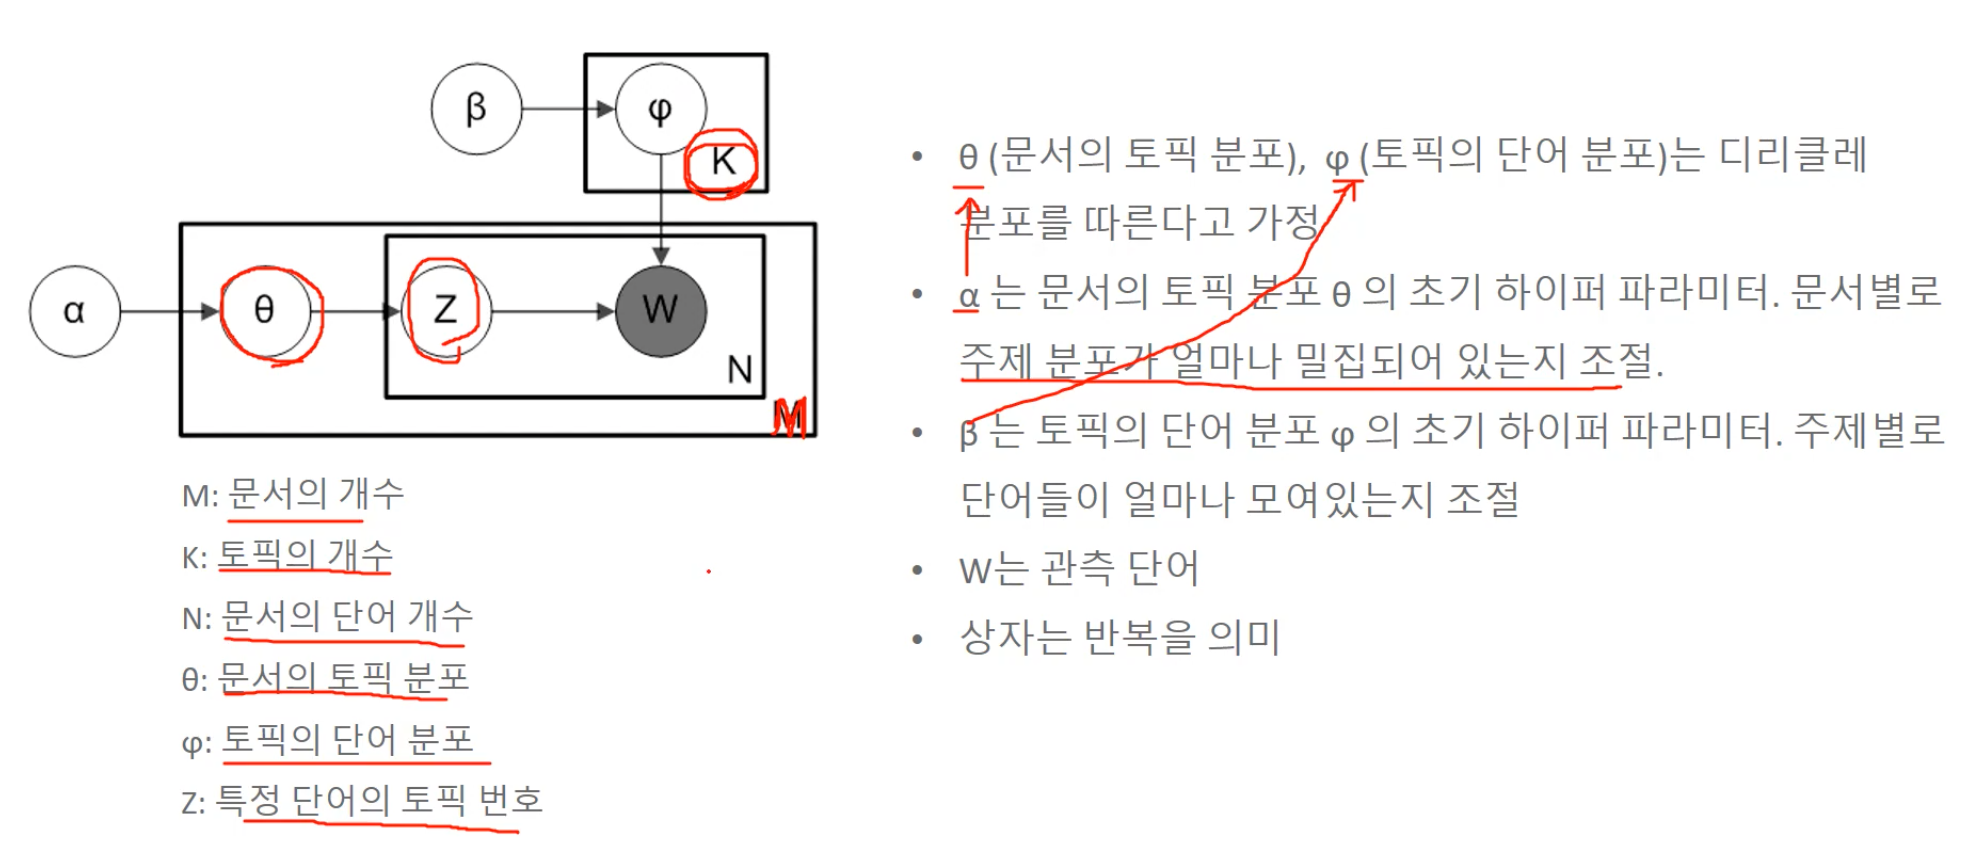 β
φ
K
α
θ
Z
W
N
M
M: 문서의 개수
K: 토픽의 개수
N: 문서의 단어 개수
θ: 문서의 토픽 분포
φ: 토픽의 단어 분포
Z: 특정 단어의 토픽 번호
• θ (문서의 토픽 분포), φ (토픽의 단어 분포)는 디리클레
분포를 따른다고 가정
• α 는 문서의 토픽 분포 θ 의 초기 하이퍼 파라미터. 문서별로
주제 분포가 얼마나 밀집되어 있는지 조절.
• β 는 토픽의 단어 분포 φ 의 초기 하이퍼 파라미터. 주제별로
단어들이 얼마나 모여있는지 조절
• W는 관측 단어
• 상자는 반복을 의미